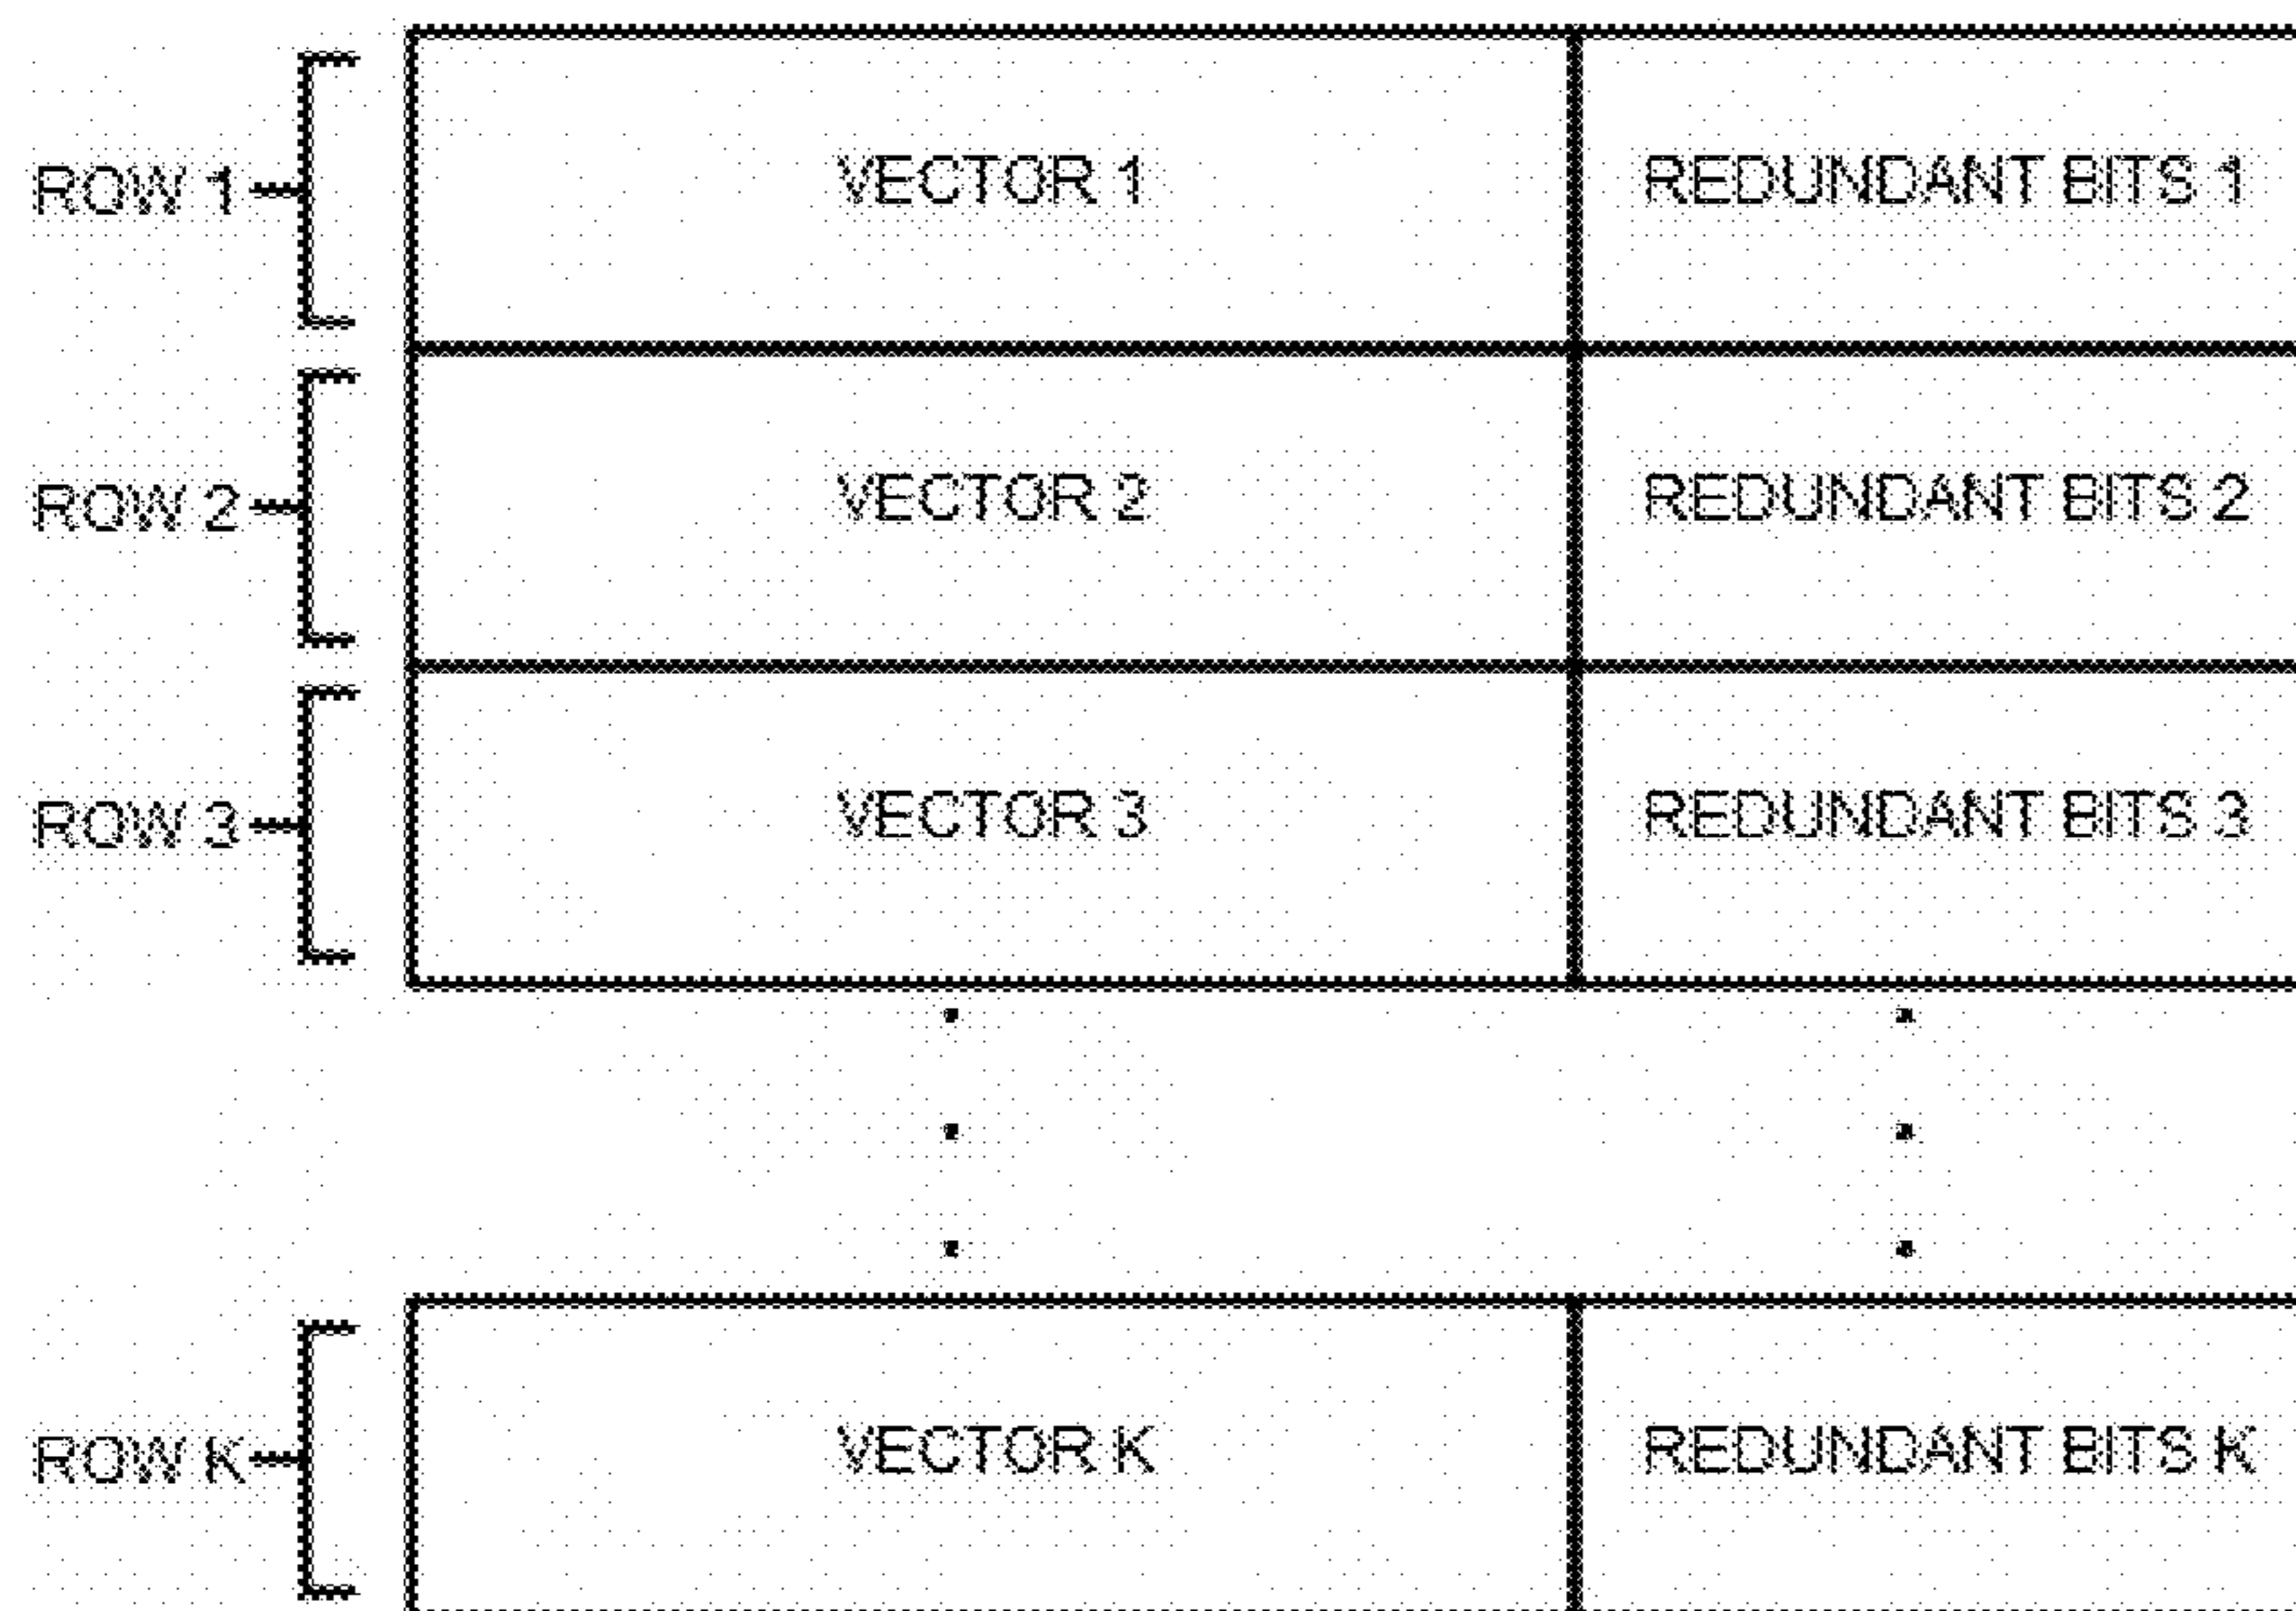 ROW 1 VECTOR 1 REDUNDANT BITS 1
ROW 2 VECTOR 2 REDUNDANT BITS 2
ROW 3 VECTOR 3 REDUNDANT BITS 3
ROW K VECTOR K REDUNDANT BITS K